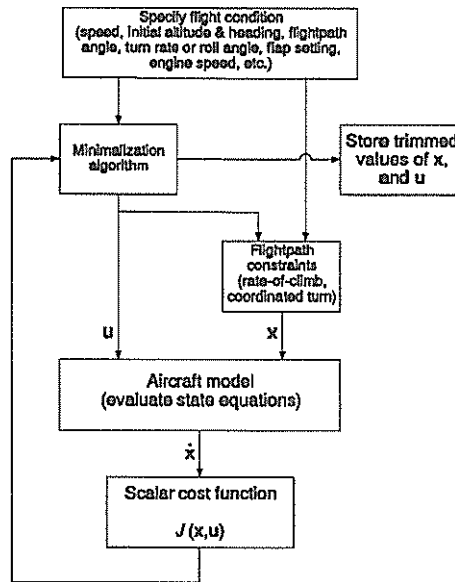 Specify flight condition
(speed, initial altitude & heading, flightpath
angle, turn rate or roll angle, flap setting,
engine speed, etc.)
Minimalization
algorithm
Store trimmed
values of x,
and u
Flightpath
constraints
(rate-of-climb,
coordinated turn)
u
x
Aircraft model
(evaluate state equations)
ẋ
Scalar cost function
J (x,u)